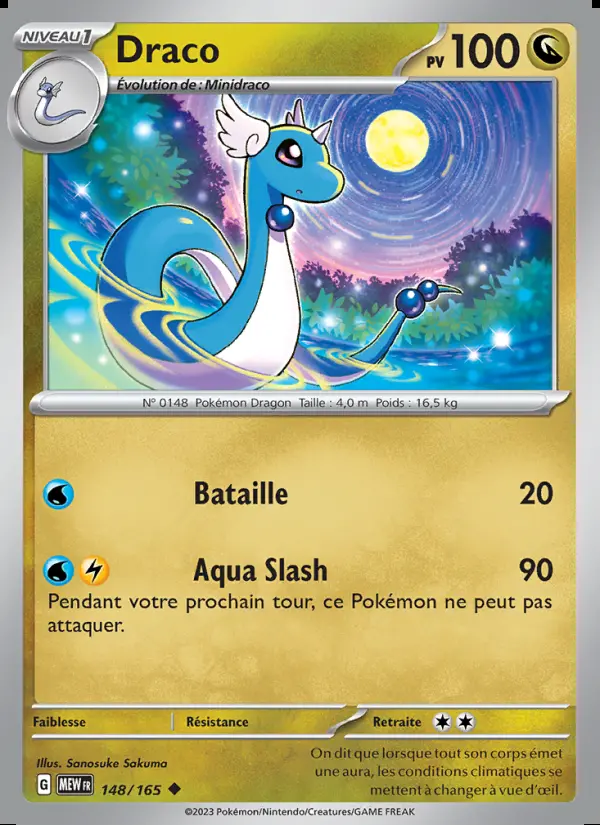 NIVEAU 1
Draco
PV 100
Évolution de : Minidraco
N° 0148 Pokémon Dragon Taille : 4,0 m Poids : 16,5 kg
Bataille 20
Aqua Slash 90
Pendant votre prochain tour, ce Pokémon ne peut pas
attaquer.
Faiblesse Résistance Retraite
Illus. Sanosuke Sakuma
G MEW FR 148/165
On dit que lorsque tout son corps émet
une aura, les conditions climatiques se
mettent à changer à vue d'œil.
©2023 Pokémon/Nintendo/Creatures/GAME FREAK